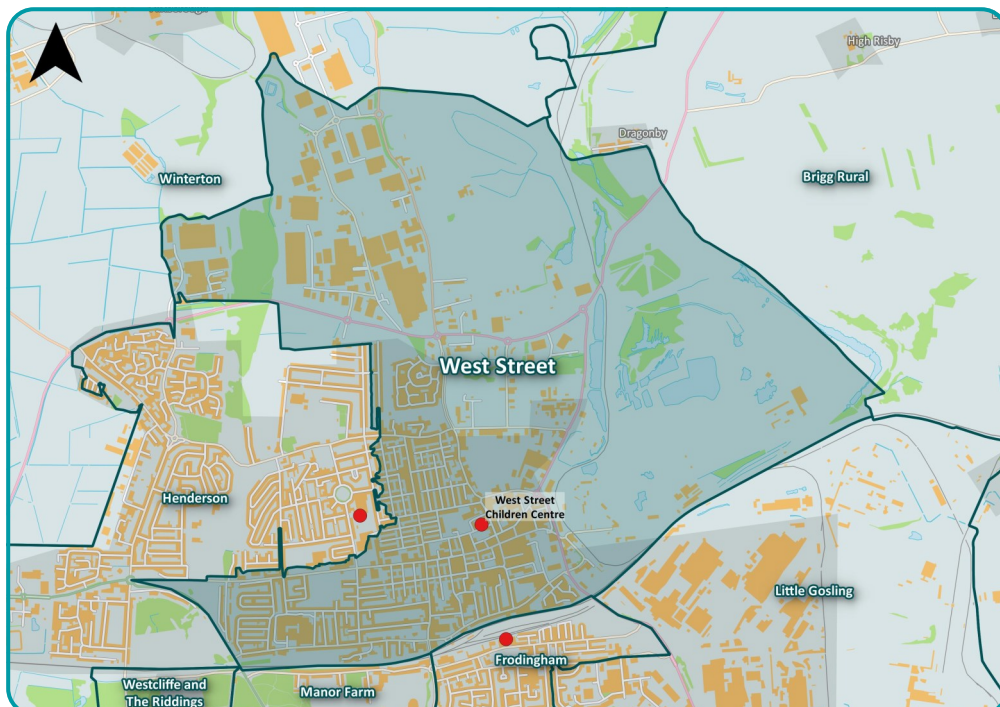 High Risby
Dragonby
Winterton
Brigg Rural
West Street
Henderson
West Street
Children Centre
Little Gosling
Frodingham
Westcliffe and
The Riddings
Manor Farm